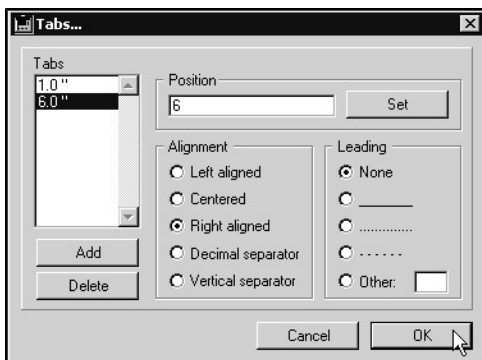 Tabs...
Tabs
1.0 "
6.0 "
Add
Delete
Position
6
Set
Alignment
Left aligned
Centered
Right aligned
Decimal separator
Vertical separator
Leading
None
_______
..............
- - - - - -
Other:
Cancel
OK